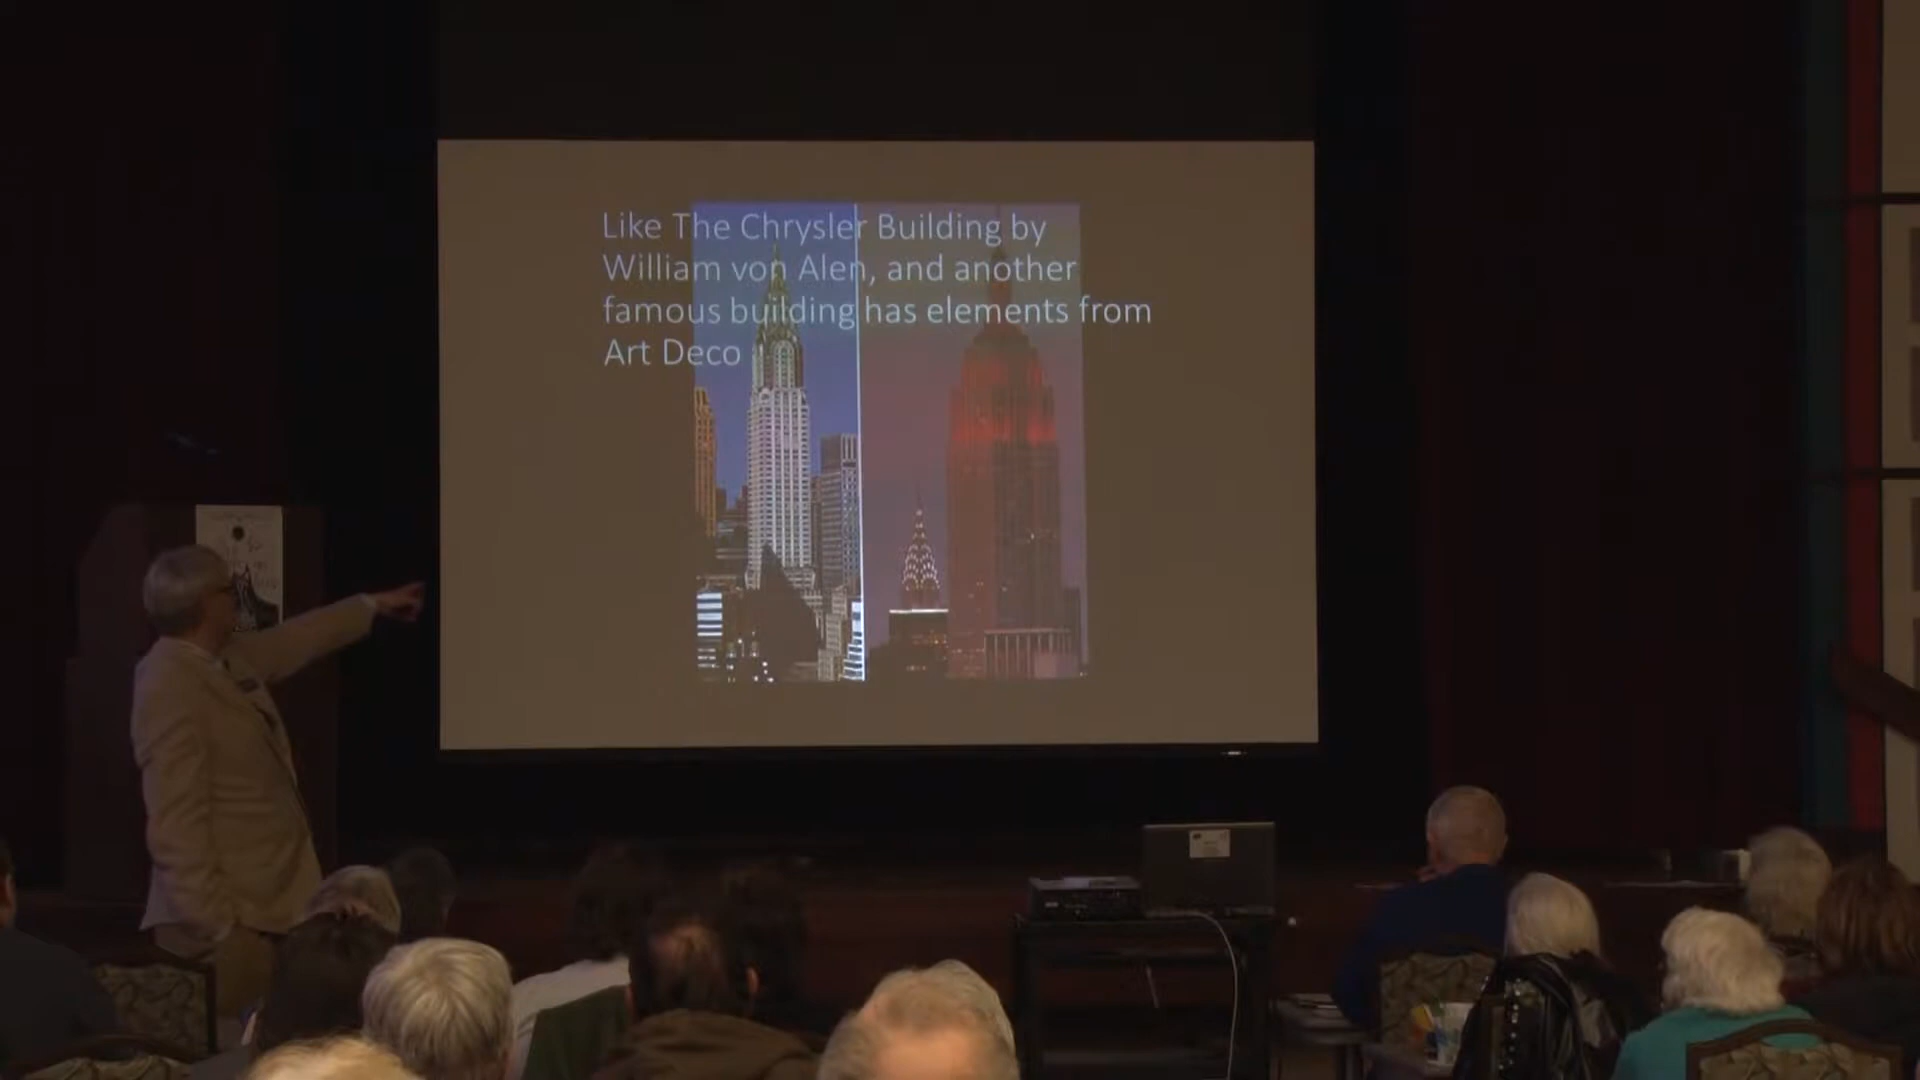 Like The Chrysler Building by
William von Alen, and another
famous building has elements from
Art Deco